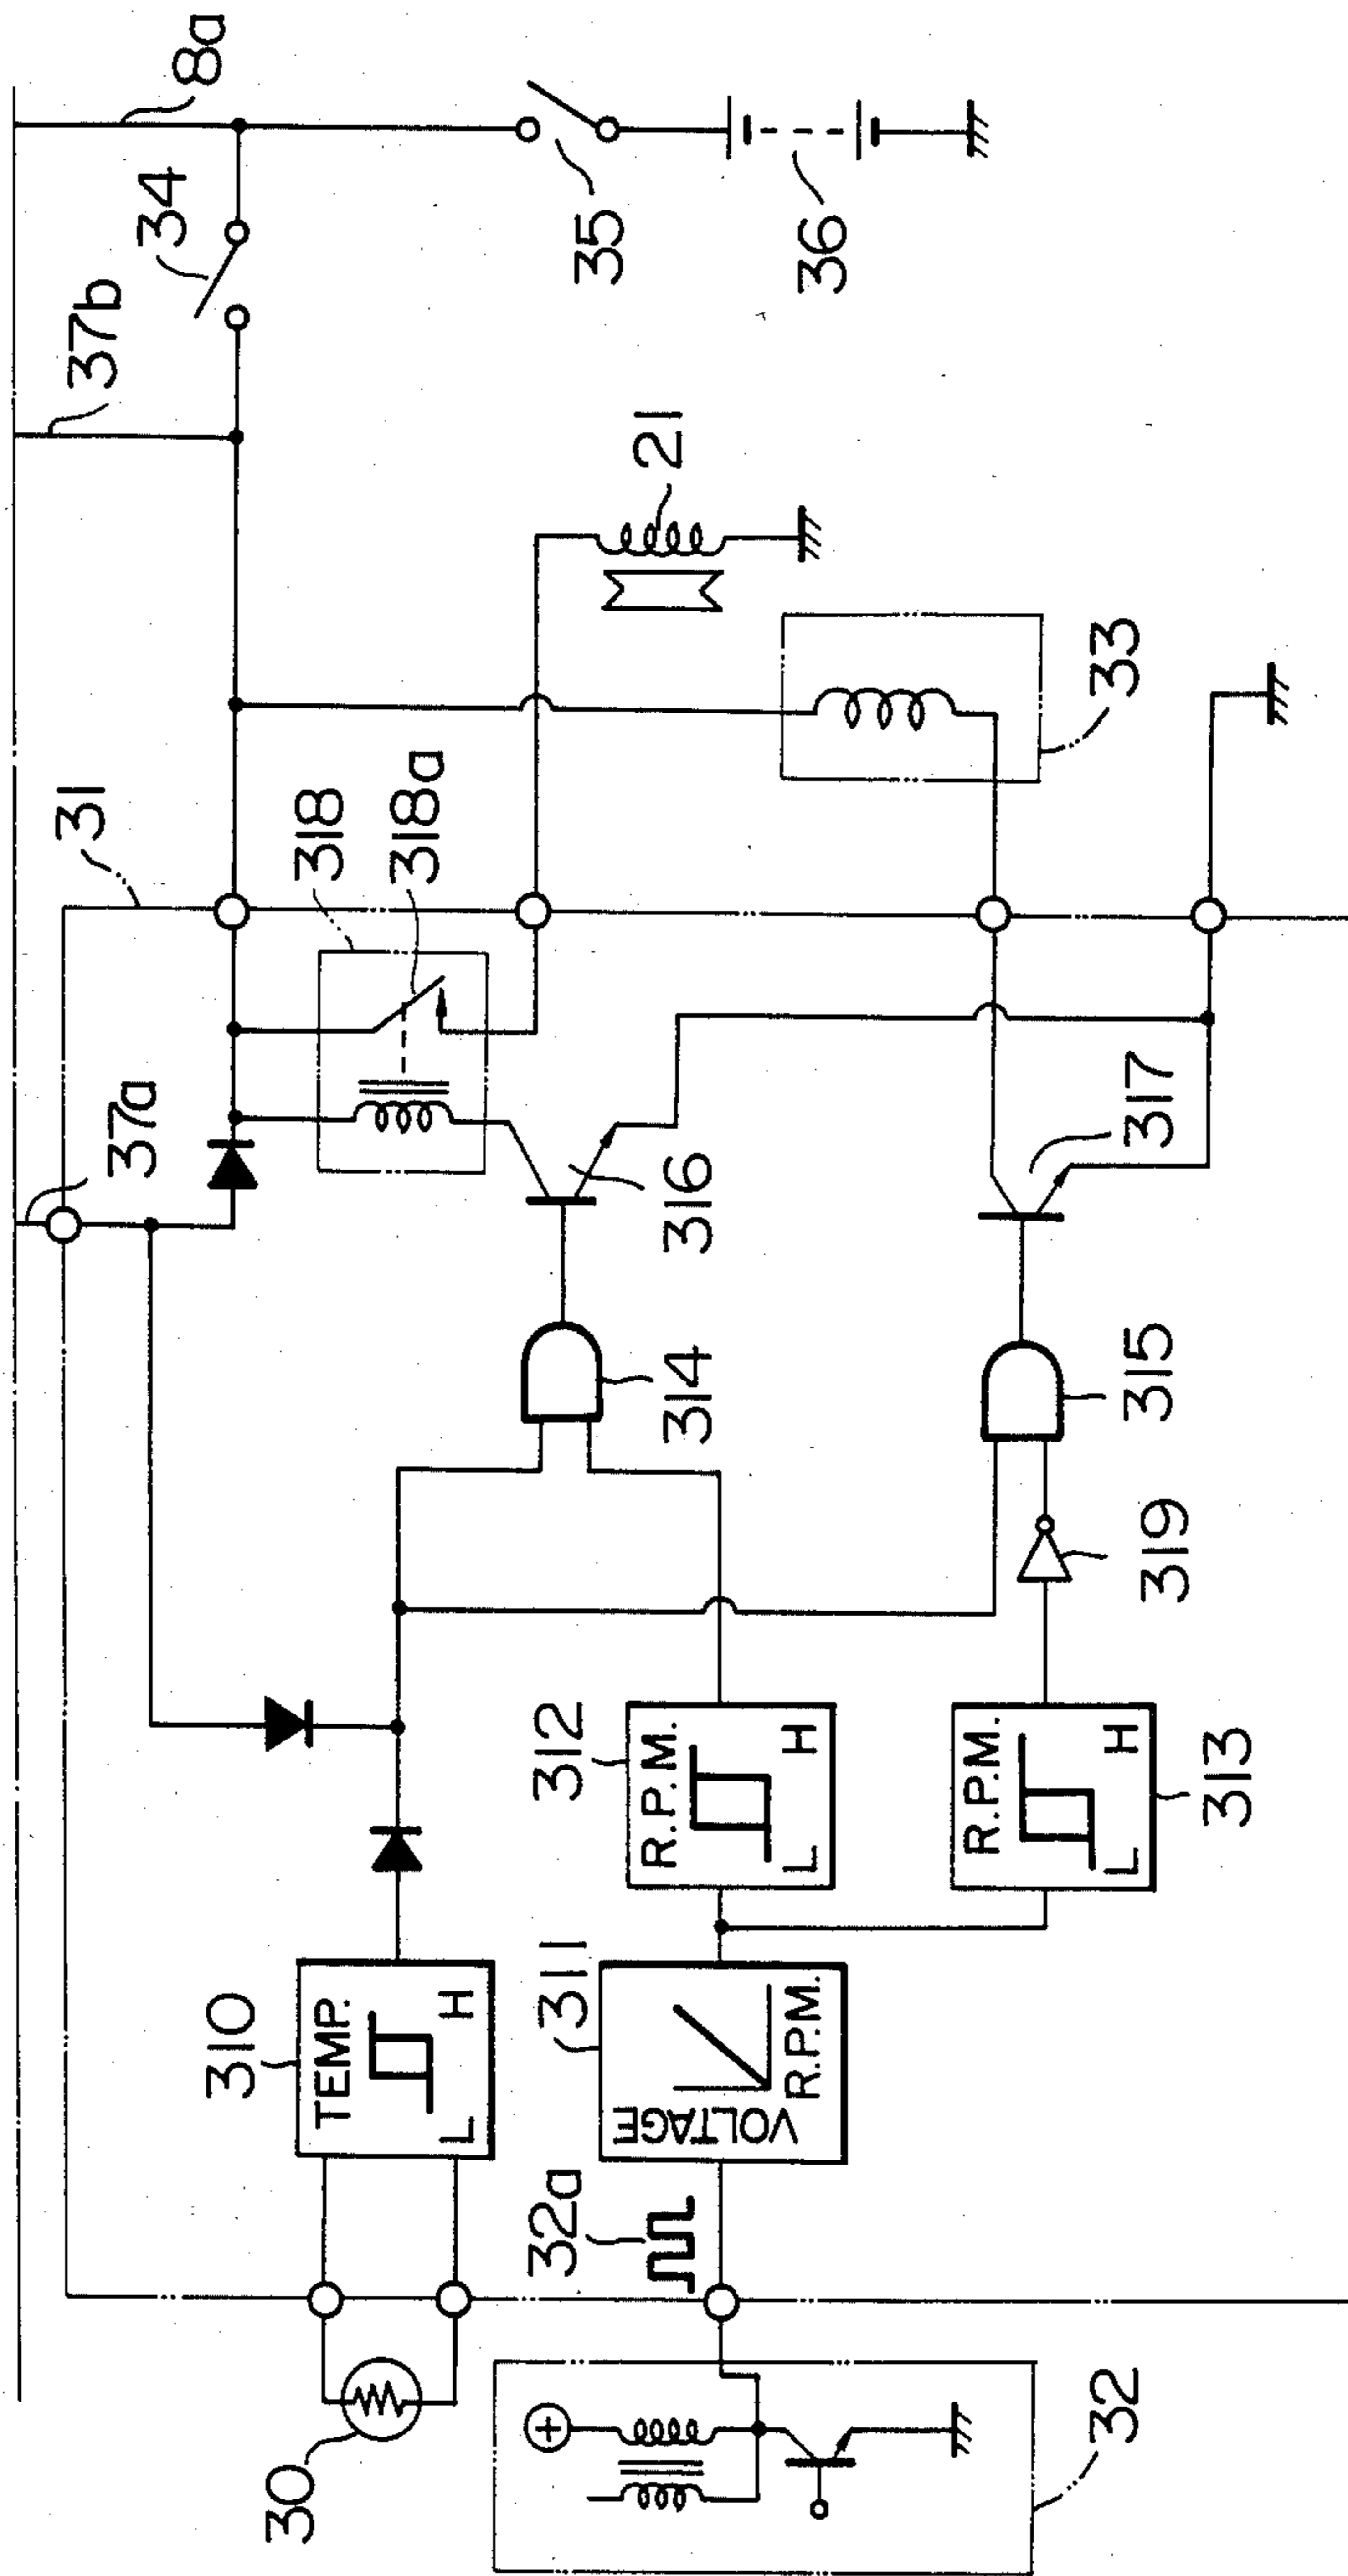 8a
34
37b
35
36
21
33
31
318
318a
37a
316
317
314
315
319
312
R.P.M.
L H
313
R.P.M.
L H
310
TEMP.
L H
311
VOLTAGE
R.P.M.
32a
30
+
32